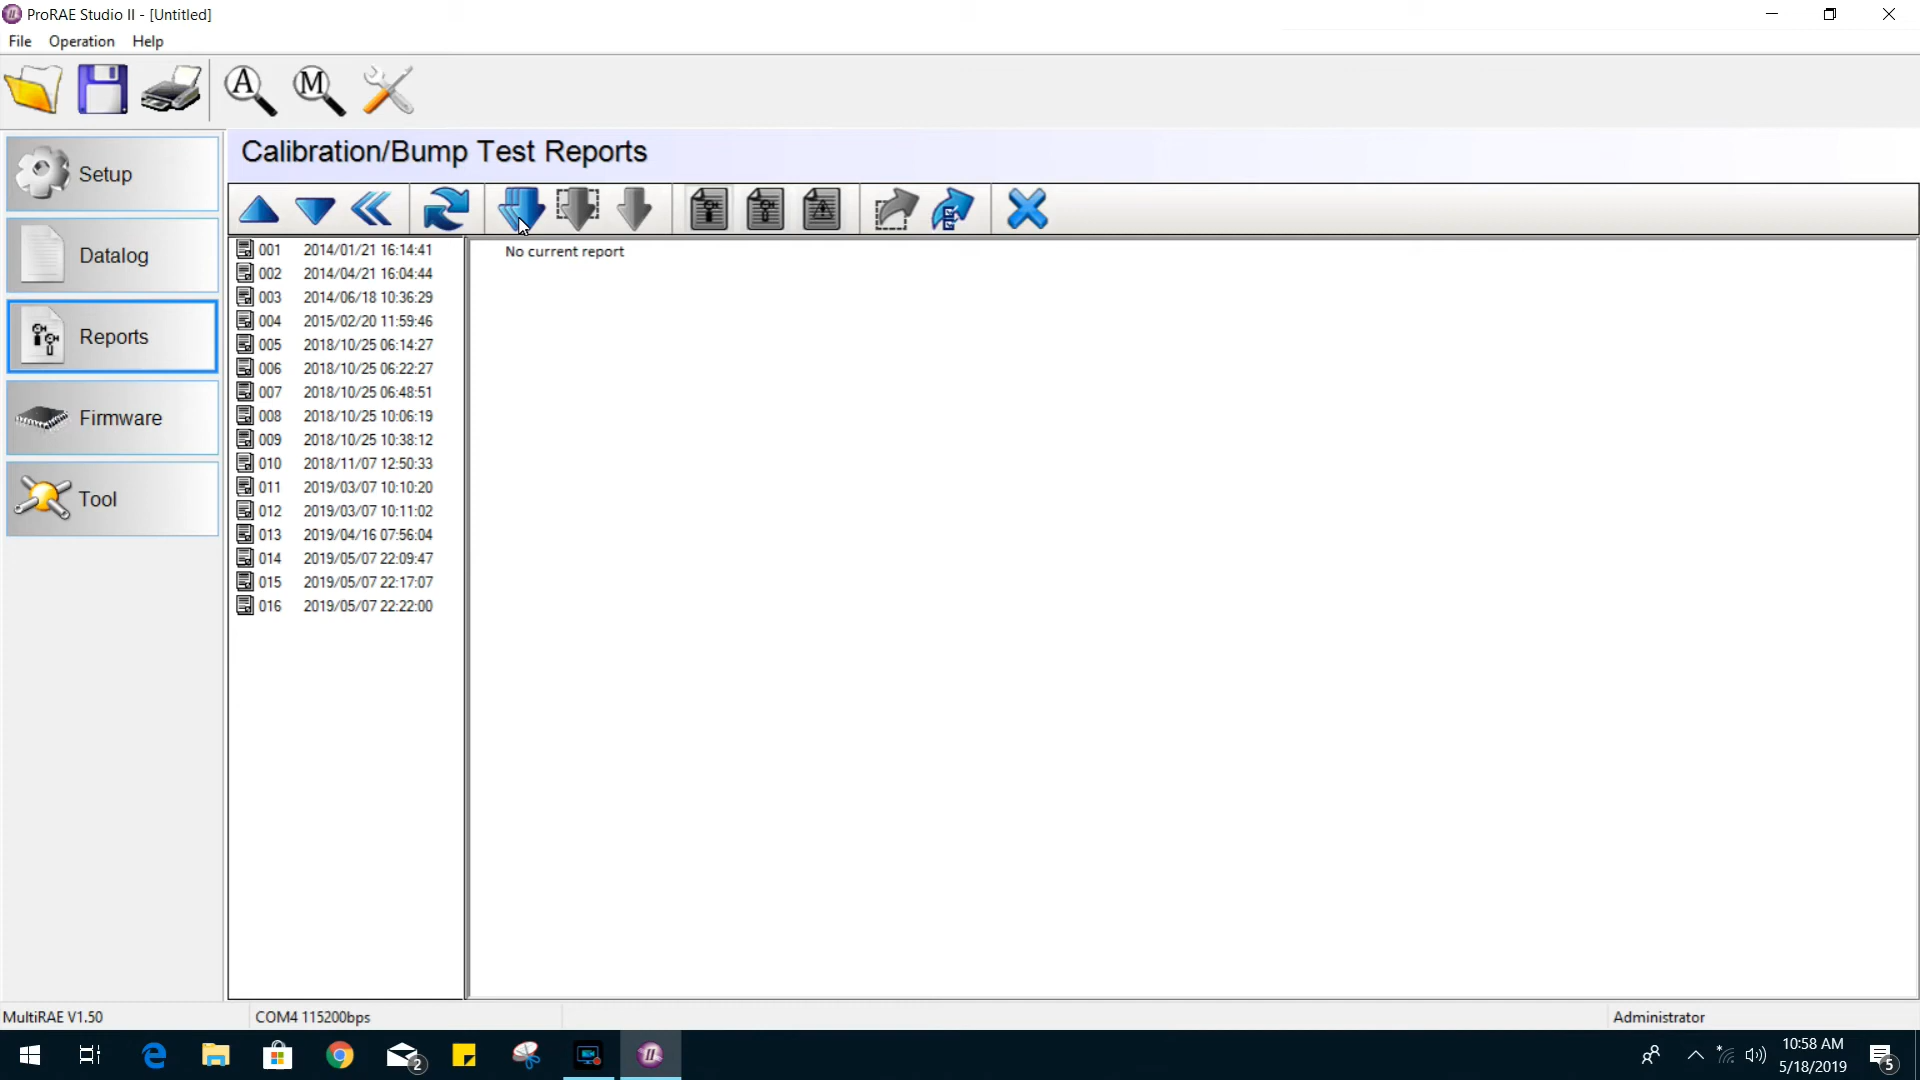 ProRAE Studio II - [Untitled]
File Operation Help
A M
Setup
Datalog
Reports
Firmware
Tool
Calibration/Bump Test Reports
001 2014/01/21 16:14:41
002 2014/04/21 16:04:44
003 2014/06/18 10:36:29
004 2015/02/20 11:59:46
005 2018/10/25 06:14:27
006 2018/10/25 06:22:27
007 2018/10/25 06:48:51
008 2018/10/25 10:06:19
009 2018/10/25 10:38:12
010 2018/11/07 12:50:33
011 2019/03/07 10:10:20
012 2019/03/07 10:11:02
013 2019/04/16 07:56:04
014 2019/05/07 22:09:47
015 2019/05/07 22:17:07
016 2019/05/07 22:22:00
No current report
MultiRAE V1.50 COM4 115200bps Administrator
2
10:58 AM
5/18/2019
5